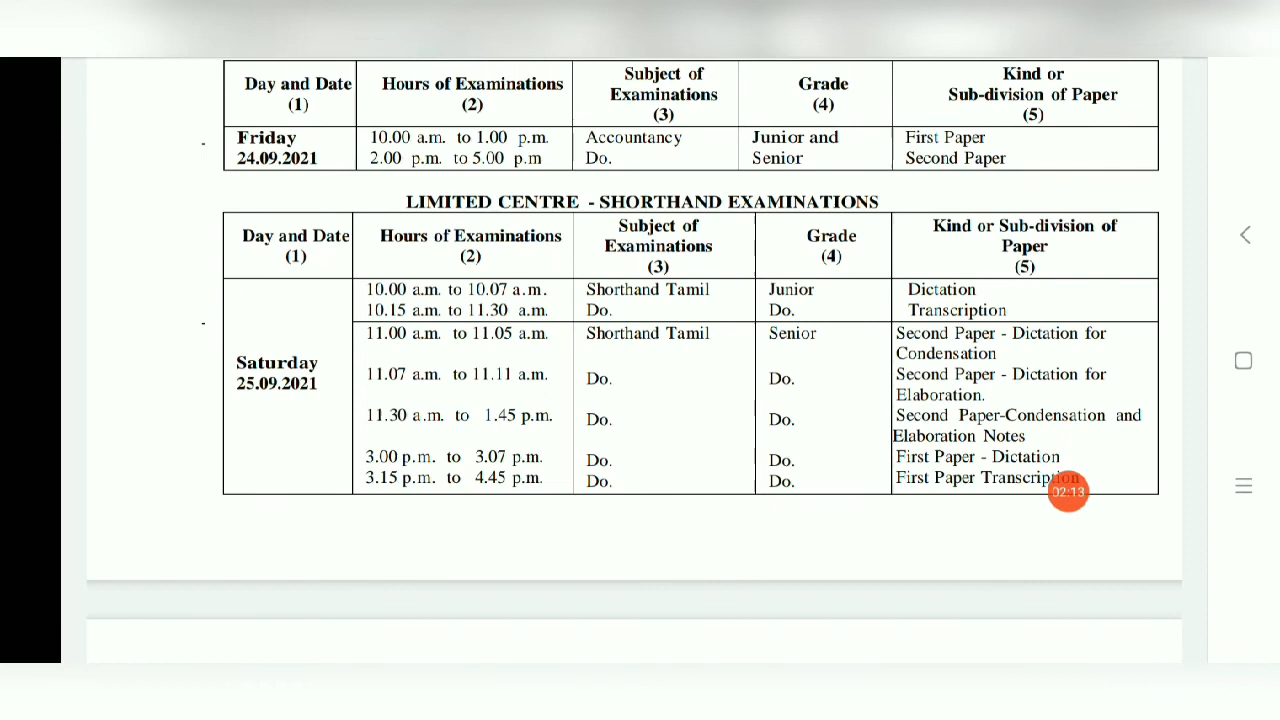 Day and Date (1) Hours of Examinations (2) Subject of Examinations (3) Grade (4) Kind or Sub-division of Paper (5)
Friday 10.00 a.m. to 1.00 p.m. Accountancy Junior and First Paper
24.09.2021 2.00 p.m. to 5.00 p.m Do. Senior Second Paper
LIMITED CENTRE - SHORTHAND EXAMINATIONS
Day and Date (1) Hours of Examinations (2) Subject of Examinations (3) Grade (4) Kind or Sub-division of Paper (5)
Saturday 25.09.2021
10.00 a.m. to 10.07 a.m. Shorthand Tamil Junior Dictation
10.15 a.m. to 11.30 a.m. Do. Do. Transcription
11.00 a.m. to 11.05 a.m. Shorthand Tamil Senior Second Paper - Dictation for
Condensation
11.07 a.m. to 11.11 a.m. Do. Do. Second Paper - Dictation for
Elaboration.
11.30 a.m. to 1.45 p.m. Do. Do. Second Paper-Condensation and
Elaboration Notes
3.00 p.m. to 3.07 p.m. Do. Do. First Paper - Dictation
3.15 p.m. to 4.45 p.m. Do. Do. First Paper Transcription
02:13